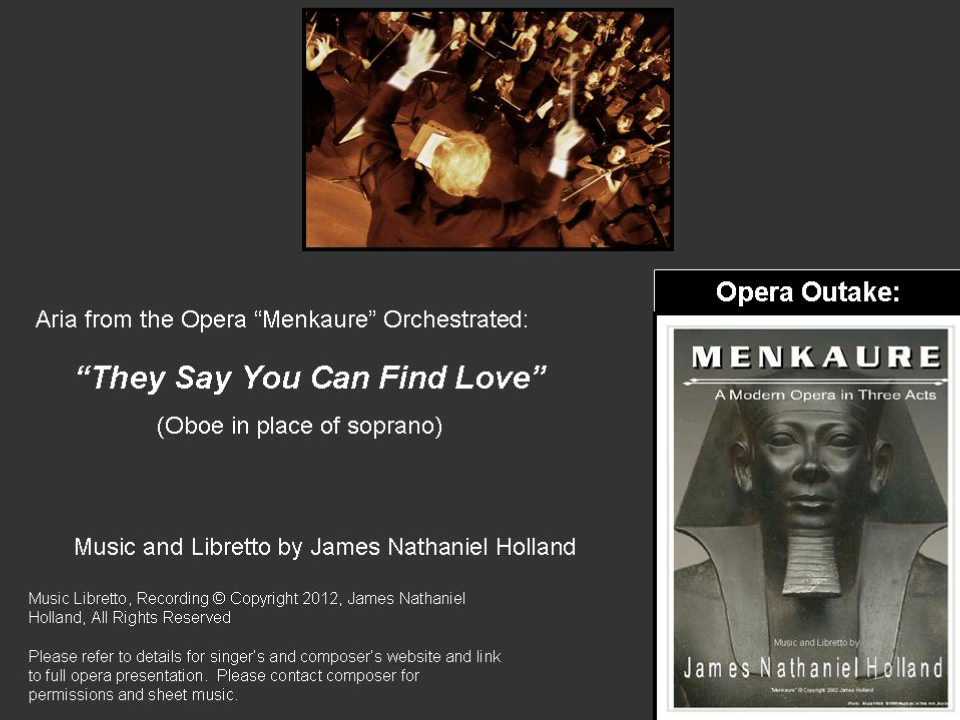 Aria from the Opera “Menkaure” Orchestrated:
“They Say You Can Find Love”
(Oboe in place of soprano)
Music and Libretto by James Nathaniel Holland
Music Libretto, Recording © Copyright 2012, James Nathaniel
Holland, All Rights Reserved
Please refer to details for singer’s and composer’s website and link
to full opera presentation. Please contact composer for
permissions and sheet music.
Opera Outake:
MENKAURE
A Modern Opera in Three Acts
Music and Libretto by
James Nathaniel Holland
"Menkaure" © Copyright 2002 James Holland